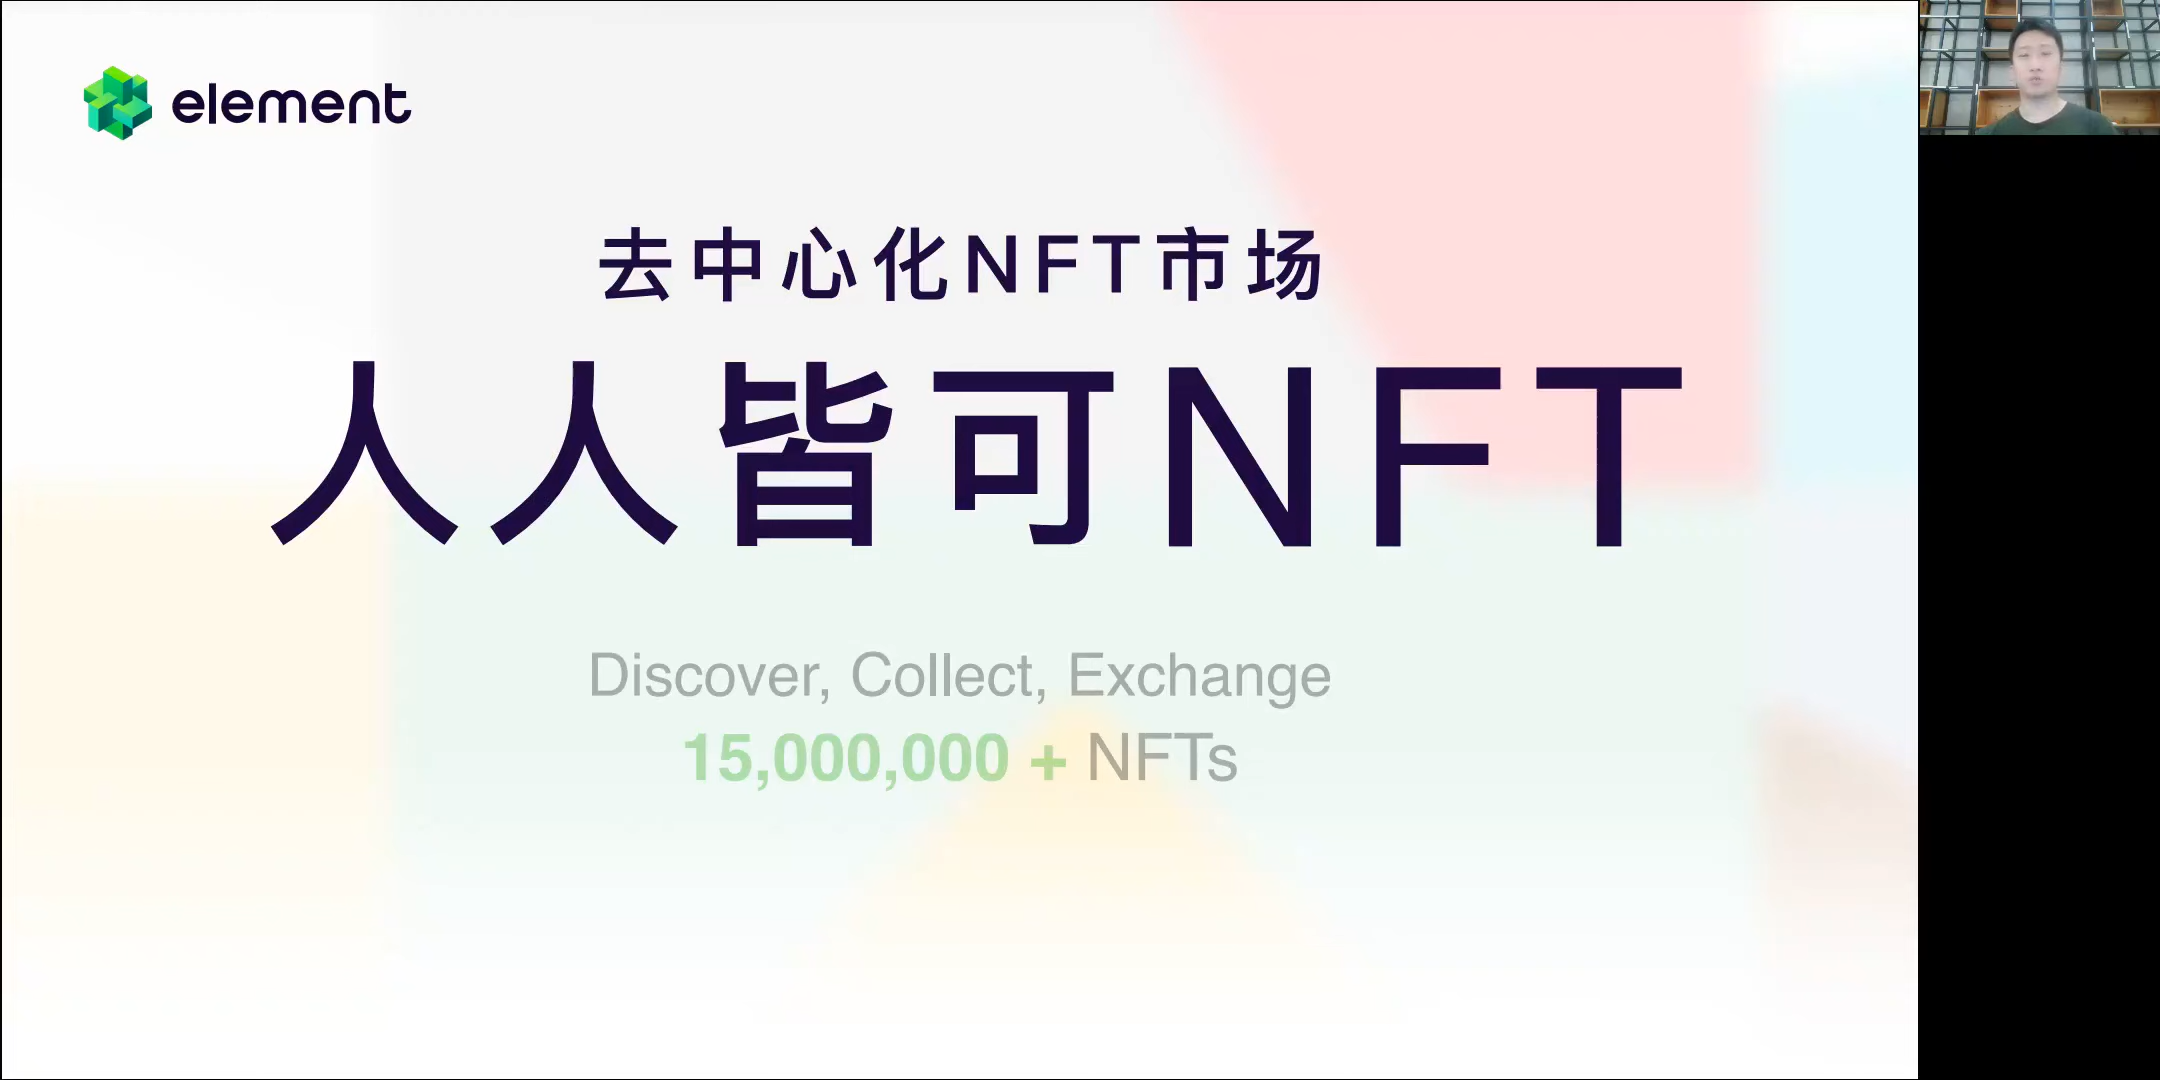 element
去中心化NFT市场
人人皆可NFT
Discover, Collect, Exchange
15,000,000 + NFTs